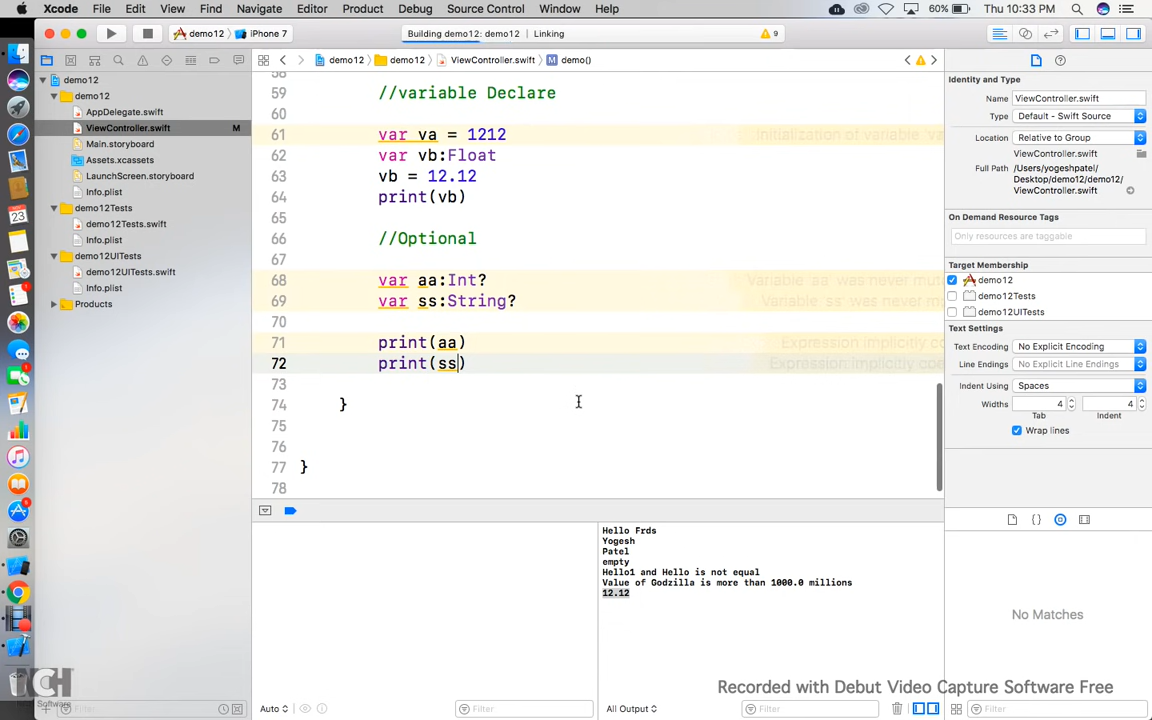 Xcode File Edit View Find Navigate Editor Product Debug Source Control Window Help 60% Thu 10:33 PM
demo12 iPhone 7 Building demo12: demo12 Linking 9
demo12 demo12 ViewController.swift M demo()
demo12
demo12
AppDelegate.swift
ViewController.swift M
Main.storyboard
Assets.xcassets
LaunchScreen.storyboard
Info.plist
demo12Tests
demo12Tests.swift
Info.plist
demo12UITests
demo12UITests.swift
Info.plist
Products
58
59 //variable Declare
60
61 var va = 1212 Initialization of variable 'va
62 var vb:Float
63 vb = 12.12
64 print(vb)
65
66 //Optional
67
68 var aa:Int? Variable 'aa' was never mu
69 var ss:String? Variable 'ss' was never m
70
71 print(aa) Expression implicitly co
72 print(ss) Expression implicitly coe
73
74 }
75
76
77 }
78
Hello Frds
Yogesh
Patel
empty
Hello1 and Hello is not equal
Value of Godzilla is more than 1000.0 millions
12.12
Auto Filter All Output Filter
Identity and Type
Name ViewController.swift
Type Default - Swift Source
Location Relative to Group
ViewController.swift
Full Path /Users/yogeshpatel/
Desktop/demo12/demo12/
ViewController.swift
On Demand Resource Tags
Only resources are taggable
Target Membership
demo12
demo12Tests
demo12UITests
Text Settings
Text Encoding No Explicit Encoding
Line Endings No Explicit Line Endings
Indent Using Spaces
Widths 4 4
Tab Indent
Wrap lines
No Matches
Filter
23
NCH
Software
Filter
Recorded with Debut Video Capture Software Free